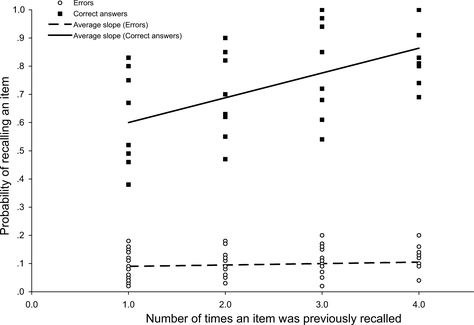 Errors
Correct answers
Average slope (Errors)
Average slope (Correct answers)
1.0
.9
.8
.7
.6
.5
.4
.3
.2
.1
.0
Probability of recalling an item
0.0 1.0 2.0 3.0 4.0
Number of times an item was previously recalled